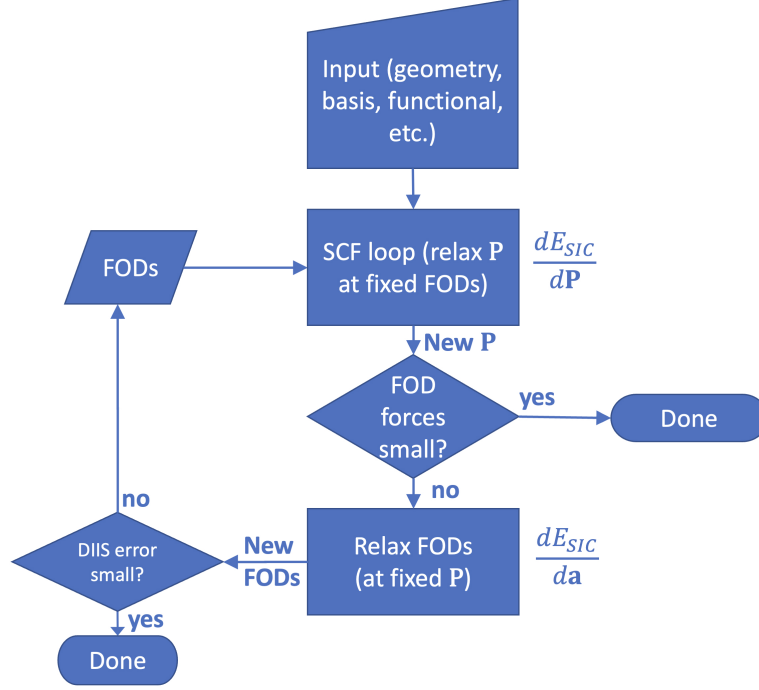 Input (geometry,
basis, functional,
etc.)
FODs
SCF loop (relax P
at fixed FODs)
dE_SIC
dP
New P
FOD
forces
small?
yes
Done
no
Relax FODs
(at fixed P)
dE_SIC
da
New
FODs
DIIS error
small?
no
yes
Done